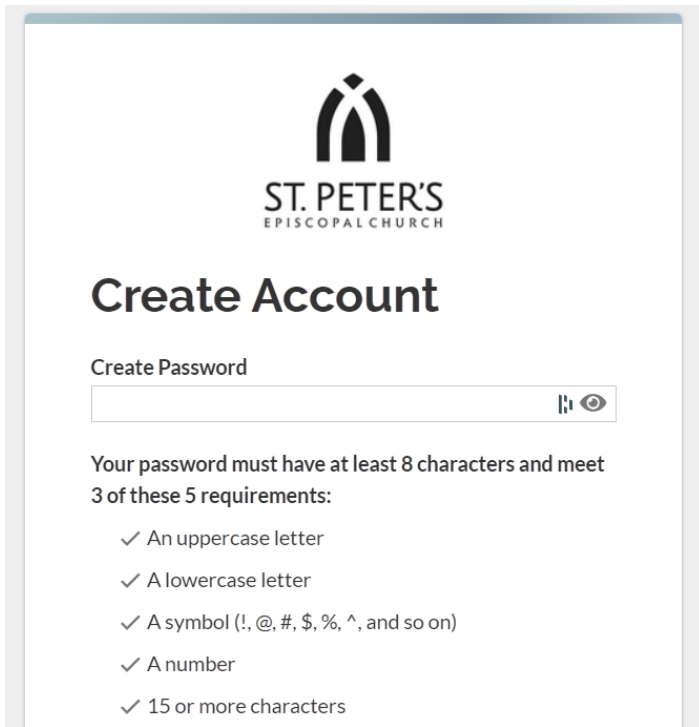 ST. PETER'S
EPISCOPAL CHURCH
Create Account
Create Password
Your password must have at least 8 characters and meet
3 of these 5 requirements:
An uppercase letter
A lowercase letter
A symbol (!, @, #, $, %, ^, and so on)
A number
15 or more characters